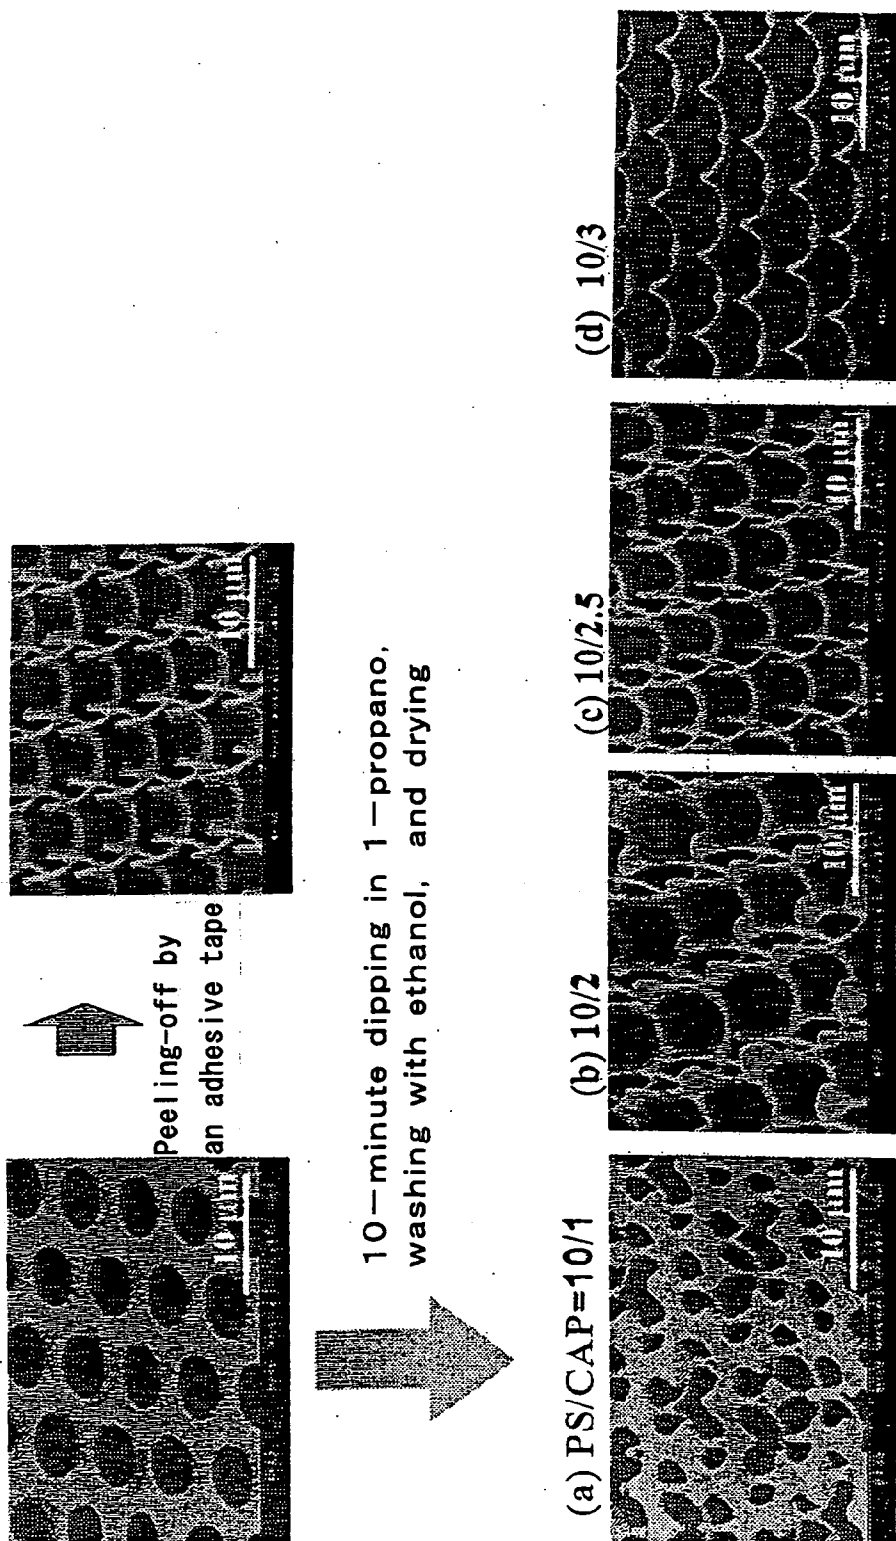 10 μm
Peeling-off by
an adhesive tape
10 μm
10-minute dipping in 1-propano,
washing with ethanol, and drying
(a) PS/CAP=10/1
10 μm
(b) 10/2
10 μm
(c) 10/2.5
10 μm
(d) 10/3
10 μm